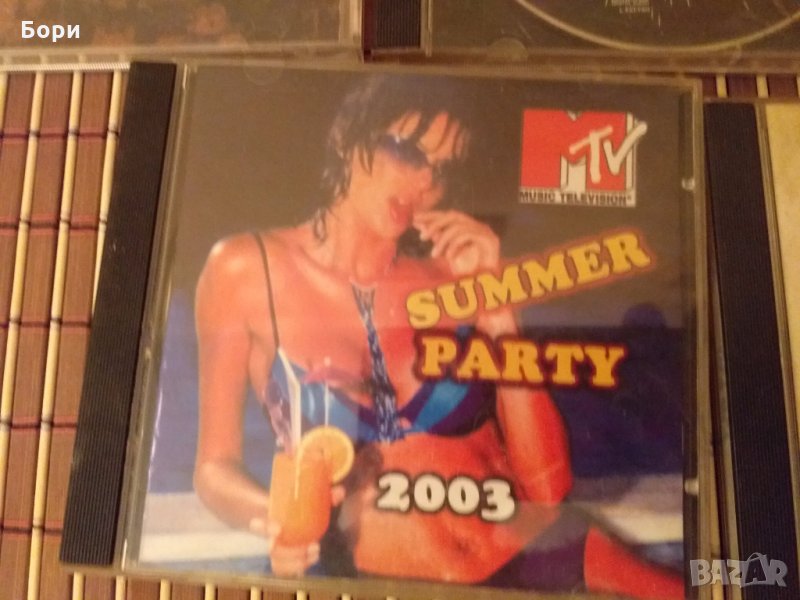 Бори
MTV
MUSIC TELEVISION®
SUMMER
PARTY
2003
BAZAR